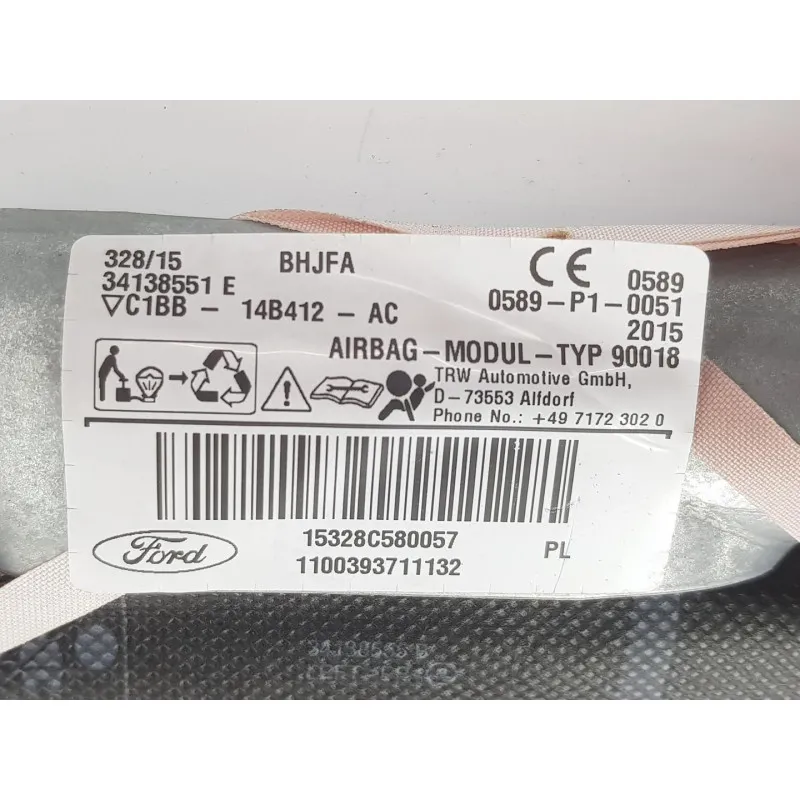 328/15 BHJFA CE 0589
34138551 E 0589-P1-0051
▽C1BB - 14B412 - AC 2015
AIRBAG-MODUL-TYP 90018
TRW Automotive GmbH,
D-73553 Alfdorf
Phone No.: +49 7172 302 0
15328C580057 PL
Ford
1100393711132